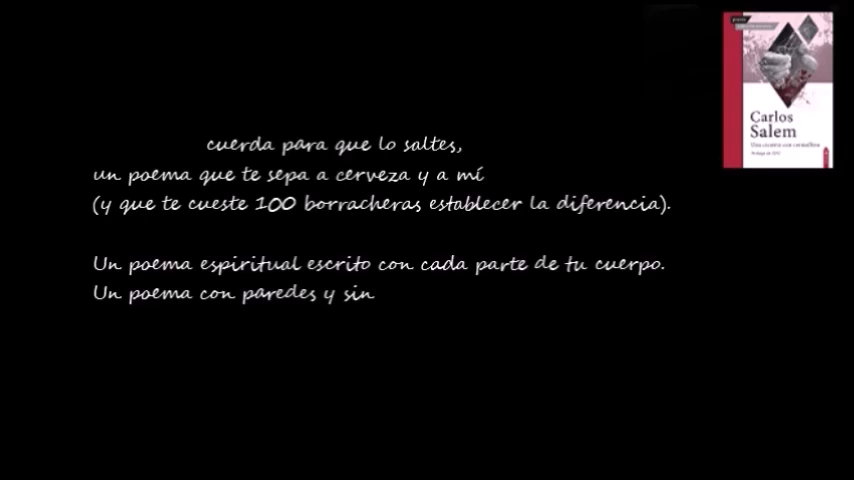 cuerda para que lo saltes,
un poema que te sepa a cerveza y a mí
(y que te cueste 100 borracheras establecer la diferencia).
Un poema espiritual escrito con cada parte de tu cuerpo.
Un poema con paredes y sin
Carlos
Salem